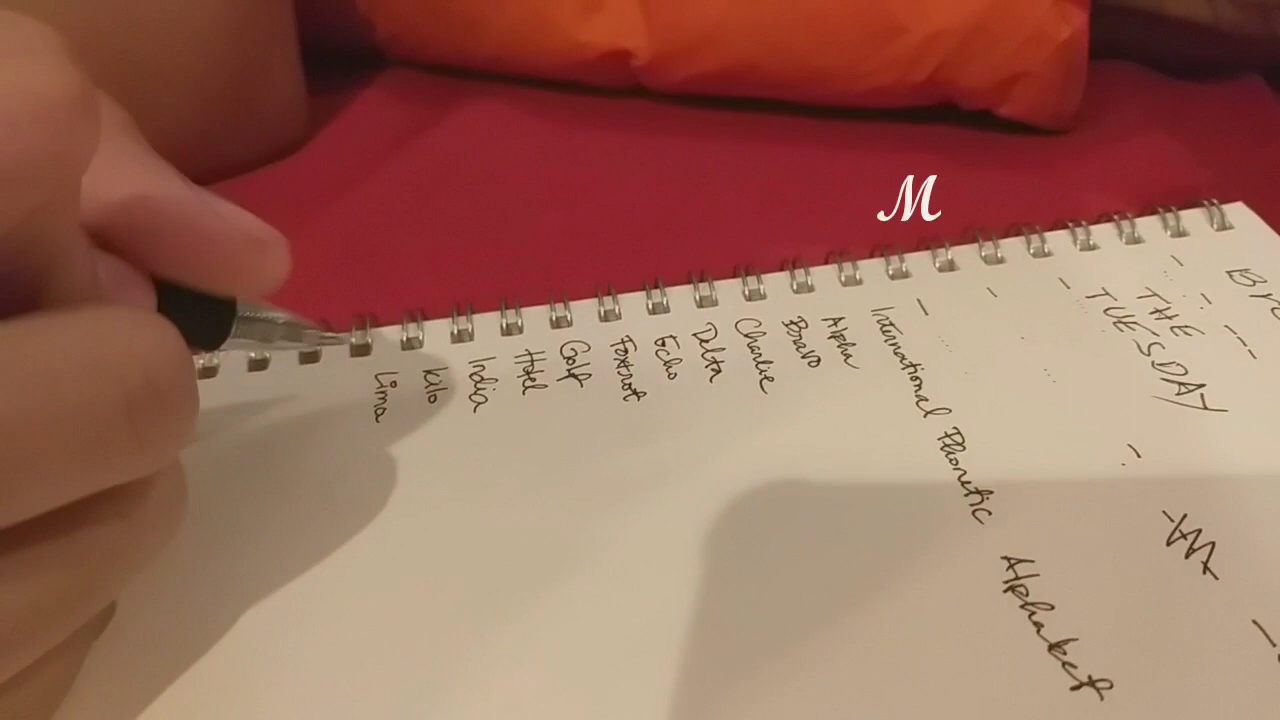 M
THE
TUESDAY
International Phonetic Alphabet
Alpha
Bravo
Charlie
Delta
Echo
Foxtrot
Golf
Hotel
India
Kilo
Lima